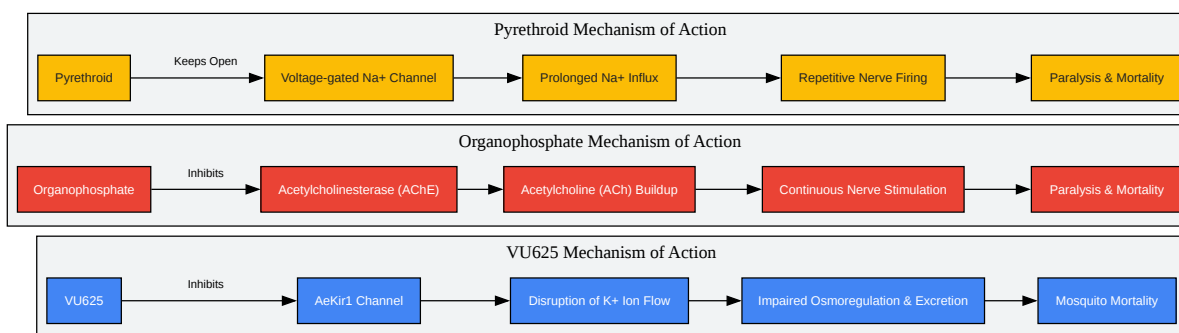 Pyrethroid Mechanism of Action
Pyrethroid
Keeps Open
Voltage-gated Na+ Channel
Prolonged Na+ Influx
Repetitive Nerve Firing
Paralysis & Mortality
Organophosphate Mechanism of Action
Organophosphate
Inhibits
Acetylcholinesterase (AChE)
Acetylcholine (ACh) Buildup
Continuous Nerve Stimulation
Paralysis & Mortality
VU625 Mechanism of Action
VU625
Inhibits
AeKir1 Channel
Disruption of K+ Ion Flow
Impaired Osmoregulation & Excretion
Mosquito Mortality